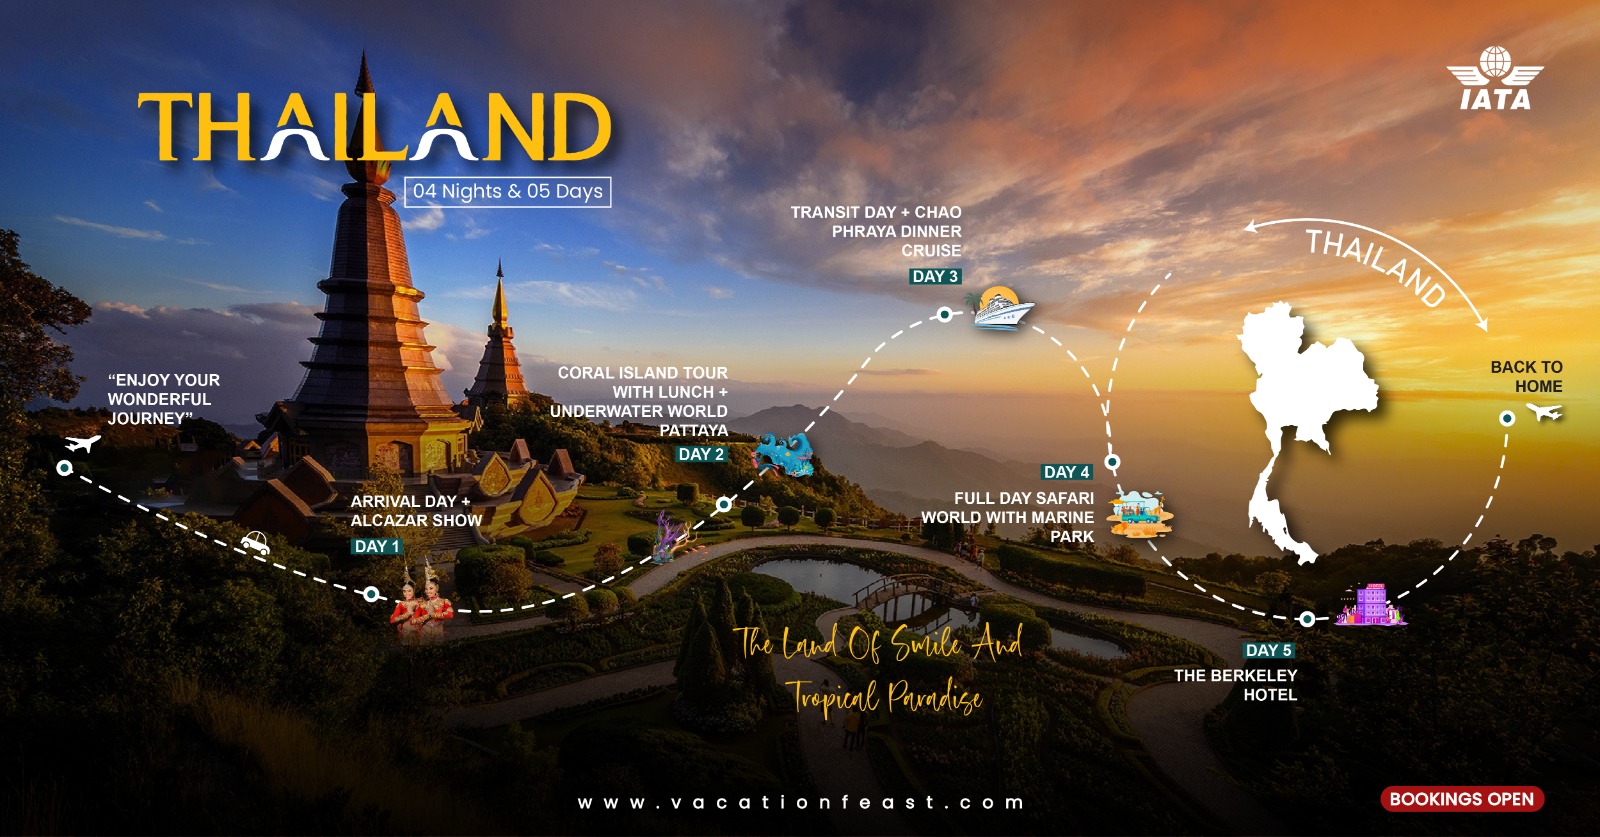 THAILAND
04 Nights & 05 Days
IATA
"ENJOY YOUR
WONDERFUL
JOURNEY"
ARRIVAL DAY +
ALCAZAR SHOW
DAY 1
CORAL ISLAND TOUR
WITH LUNCH +
UNDERWATER WORLD
PATTAYA
DAY 2
TRANSIT DAY + CHAO
PHRAYA DINNER
CRUISE
DAY 3
DAY 4
FULL DAY SAFARI
WORLD WITH MARINE
PARK
DAY 5
THE BERKELEY
HOTEL
THAILAND
BACK TO
HOME
The Land Of Smile And
Tropical Paradise
www.vacationfeast.com
BOOKINGS OPEN